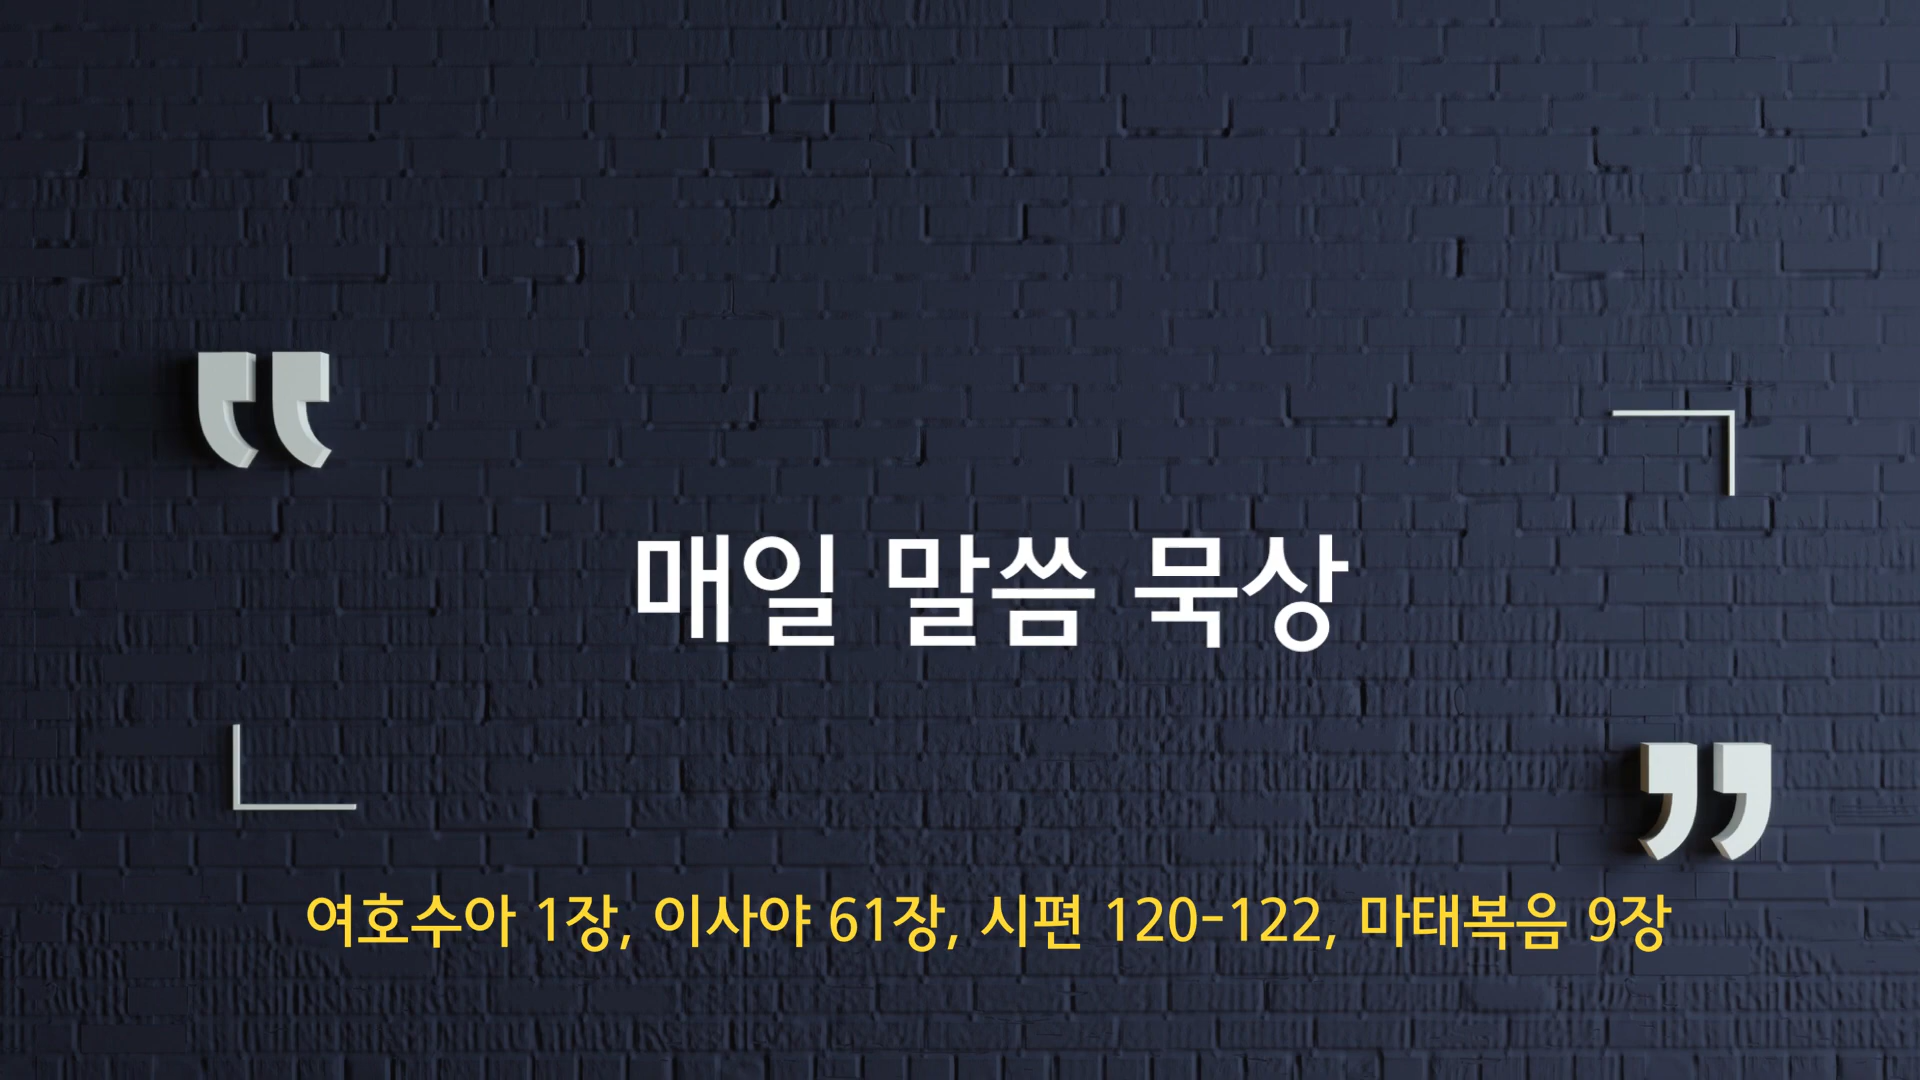 매일 말씀 묵상
여호수아 1장, 이사야 61장, 시편 120-122, 마태복음 9장